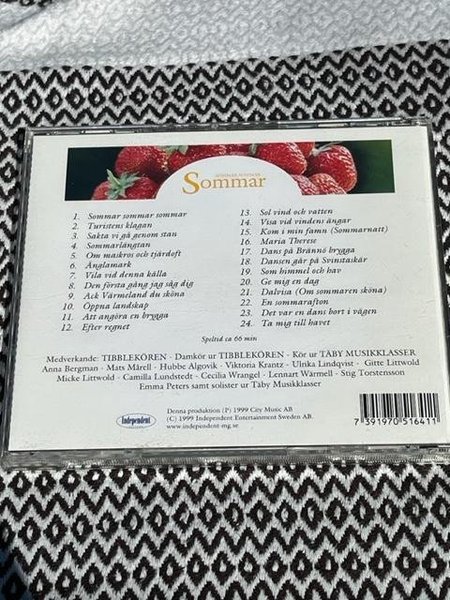 Sommar
1. Sommar sommar sommar
2. Turistens klagan
3. Sakta vi gå genom stan
4. Sommarlängtan
5. Om maskros och tjärdoft
6. Änglamark
7. Vila vid denna källa
8. Den första gång jag såg dig
9. Ack Värmeland du sköna
10. Öppna landskap
11. Att angöra en brygga
12. Efter regnet
13. Sol vind och vatten
14. Visa vid vindens ängar
15. Kom i min famn (Sommarnatt)
16. Maria Therese
17. Dans på Brännö brygga
18. Dansen går på Svinstaskär
19. Som himmel och hav
20. Ge mig en dag
21. Dalvisa (Om sommaren sköna)
22. En sommarafton
23. Det var en dans bort i vägen
24. Ta mig till havet
Speltid ca 66 min
Medverkande: TIBBLEKÖREN - Damkör ur TIBBLEKÖREN - Kör ur TÄBY MUSIKKLASSER
Anna Bergman - Mats Mårell - Hubbe Algovik - Viktoria Krantz - Ulrika Lindqvist - Gitte Littwold
Micke Littwold - Camilla Lundstedt - Cecilia Wrangel - Lennart Wärmell - Stig Torstensson
Emma Peters samt solister ur Täby Musikklasser
Independent
Denna produktion (P) 1999 City Music AB.
(C) 1999 Independent Entertainment Sweden AB.
www.independent-mg.se
7 391970 516411